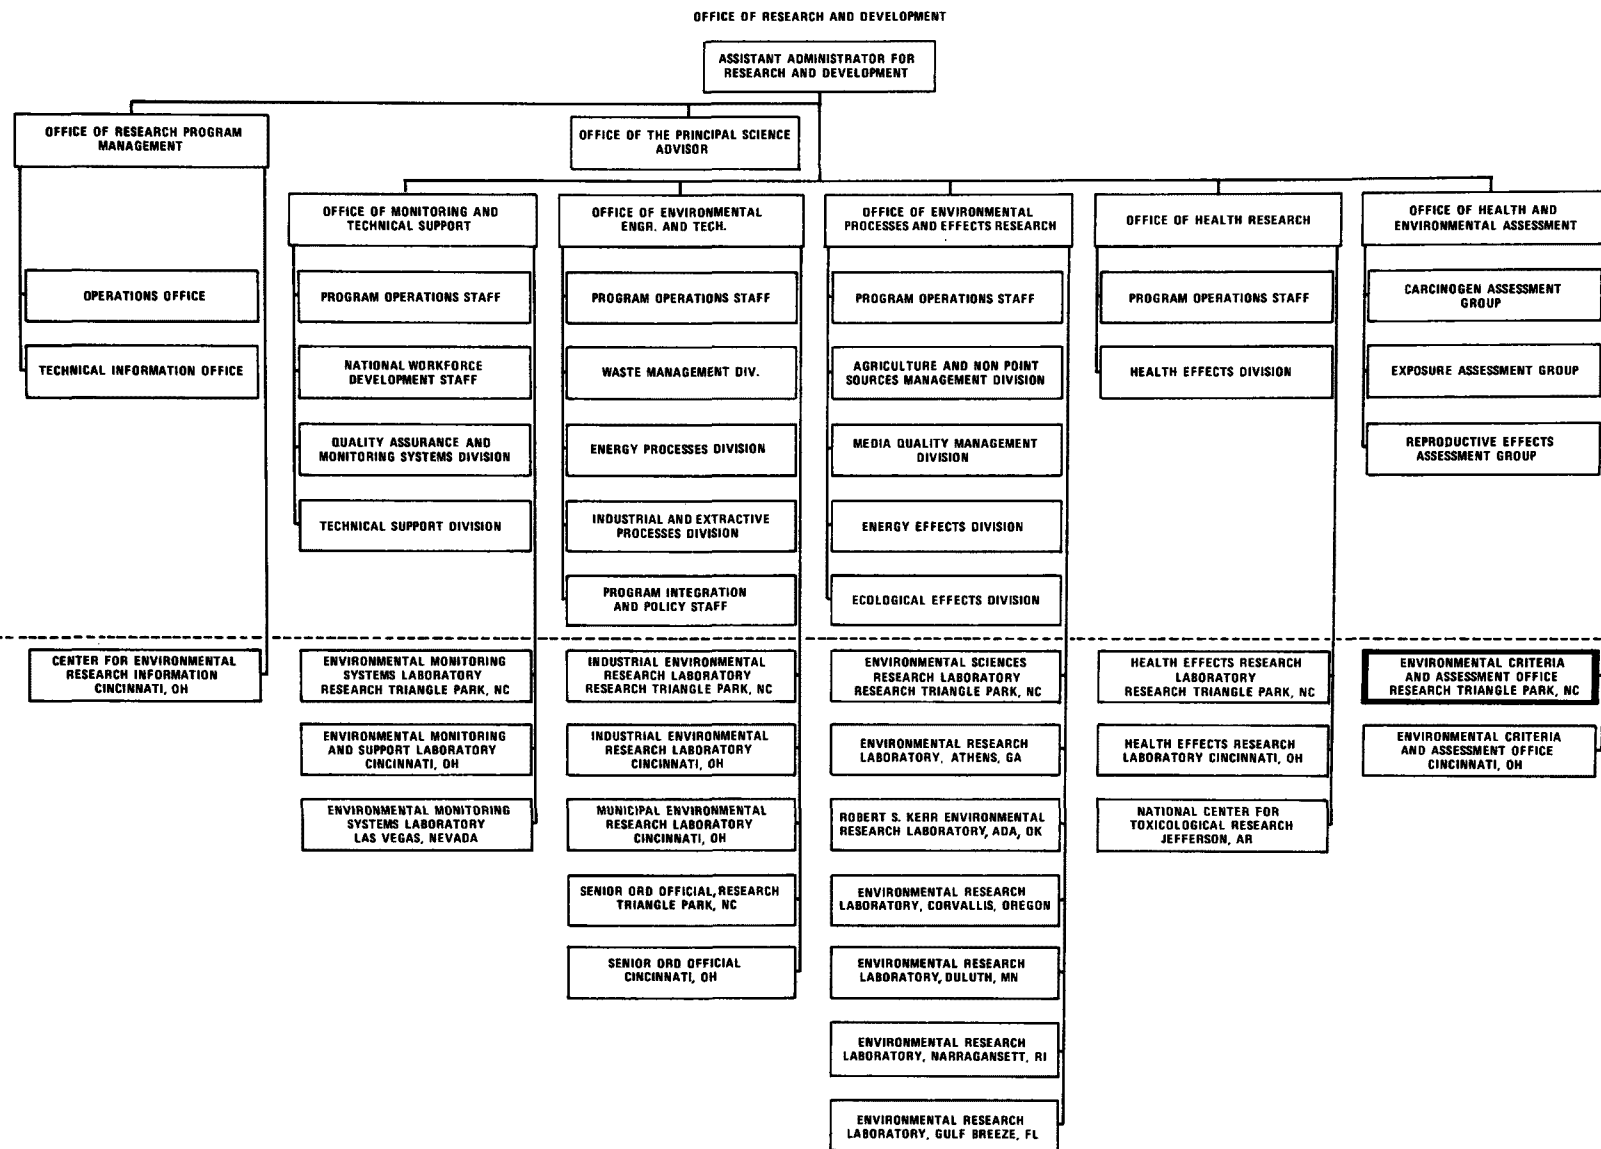 OFFICE OF RESEARCH AND DEVELOPMENT
ASSISTANT ADMINISTRATOR FOR
RESEARCH AND DEVELOPMENT
OFFICE OF RESEARCH PROGRAM
MANAGEMENT
OFFICE OF THE PRINCIPAL SCIENCE
ADVISOR
OFFICE OF MONITORING AND
TECHNICAL SUPPORT
OFFICE OF ENVIRONMENTAL
ENGR. AND TECH.
OFFICE OF ENVIRONMENTAL
PROCESSES AND EFFECTS RESEARCH
OFFICE OF HEALTH RESEARCH
OFFICE OF HEALTH AND
ENVIRONMENTAL ASSESSMENT
OPERATIONS OFFICE
TECHNICAL INFORMATION OFFICE
PROGRAM OPERATIONS STAFF
NATIONAL WORKFORCE
DEVELOPMENT STAFF
QUALITY ASSURANCE AND
MONITORING SYSTEMS DIVISION
TECHNICAL SUPPORT DIVISION
PROGRAM OPERATIONS STAFF
WASTE MANAGEMENT DIV.
ENERGY PROCESSES DIVISION
INDUSTRIAL AND EXTRACTIVE
PROCESSES DIVISION
PROGRAM INTEGRATION
AND POLICY STAFF
PROGRAM OPERATIONS STAFF
AGRICULTURE AND NON POINT
SOURCES MANAGEMENT DIVISION
MEDIA QUALITY MANAGEMENT
DIVISION
ENERGY EFFECTS DIVISION
ECOLOGICAL EFFECTS DIVISION
PROGRAM OPERATIONS STAFF
HEALTH EFFECTS DIVISION
CARCINOGEN ASSESSMENT
GROUP
EXPOSURE ASSESSMENT GROUP
REPRODUCTIVE EFFECTS
ASSESSMENT GROUP
CENTER FOR ENVIRONMENTAL
RESEARCH INFORMATION
CINCINNATI, OH
ENVIRONMENTAL MONITORING
SYSTEMS LABORATORY
RESEARCH TRIANGLE PARK, NC
ENVIRONMENTAL MONITORING
AND SUPPORT LABORATORY
CINCINNATI, OH
ENVIRONMENTAL MONITORING
SYSTEMS LABORATORY
LAS VEGAS, NEVADA
INDUSTRIAL ENVIRONMENTAL
RESEARCH LABORATORY
RESEARCH TRIANGLE PARK, NC
INDUSTRIAL ENVIRONMENTAL
RESEARCH LABORATORY
CINCINNATI, OH
MUNICIPAL ENVIRONMENTAL
RESEARCH LABORATORY
CINCINNATI, OH
SENIOR ORD OFFICIAL, RESEARCH
TRIANGLE PARK, NC
SENIOR ORD OFFICIAL
CINCINNATI, OH
ENVIRONMENTAL SCIENCES
RESEARCH LABORATORY
RESEARCH TRIANGLE PARK, NC
ENVIRONMENTAL RESEARCH
LABORATORY, ATHENS, GA
ROBERT S. KERR ENVIRONMENTAL
RESEARCH LABORATORY, ADA, OK
ENVIRONMENTAL RESEARCH
LABORATORY, CORVALLIS, OREGON
ENVIRONMENTAL RESEARCH
LABORATORY, DULUTH, MN
ENVIRONMENTAL RESEARCH
LABORATORY, NARRAGANSETT, RI
ENVIRONMENTAL RESEARCH
LABORATORY, GULF BREEZE, FL
HEALTH EFFECTS RESEARCH
LABORATORY
RESEARCH TRIANGLE PARK, NC
HEALTH EFFECTS RESEARCH
LABORATORY CINCINNATI, OH
NATIONAL CENTER FOR
TOXICOLOGICAL RESEARCH
JEFFERSON, AR
ENVIRONMENTAL CRITERIA
AND ASSESSMENT OFFICE
RESEARCH TRIANGLE PARK, NC
ENVIRONMENTAL CRITERIA
AND ASSESSMENT OFFICE
CINCINNATI, OH